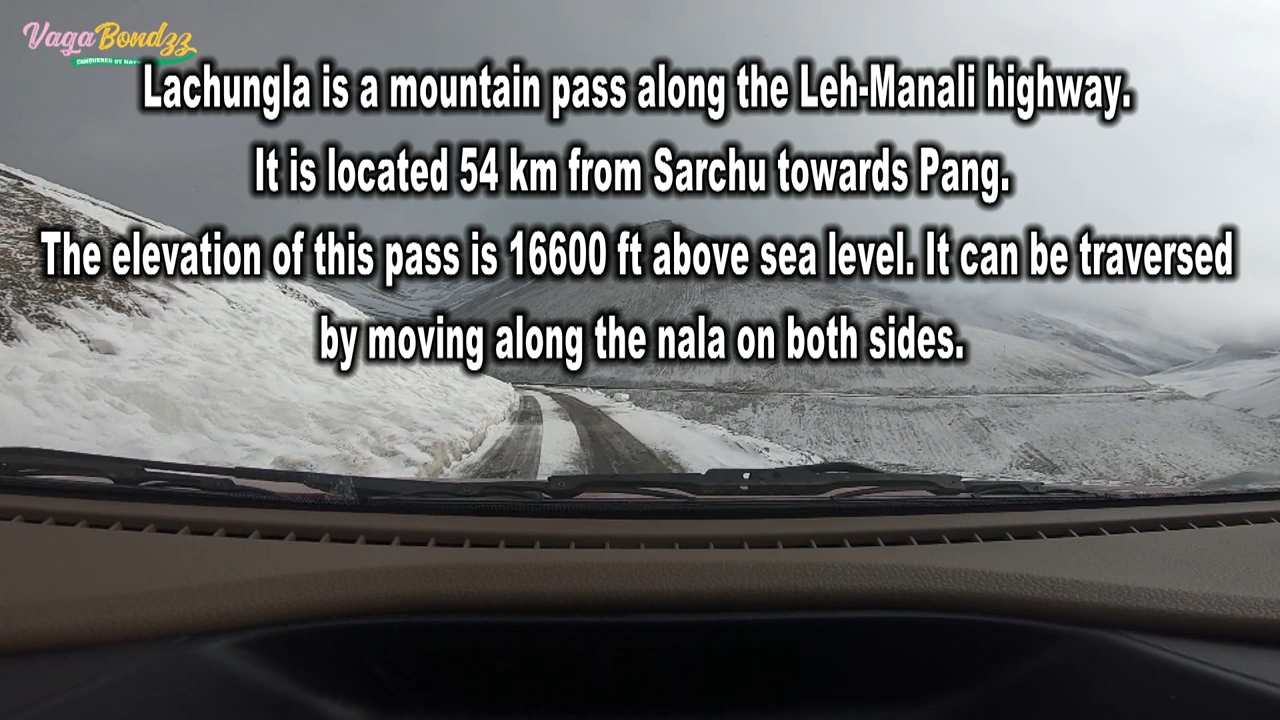 VagaBondzz
CONQUERED BY
Lachungla is a mountain pass along the Leh-Manali highway.
It is located 54 km from Sarchu towards Pang.
The elevation of this pass is 16600 ft above sea level. It can be traversed
by moving along the nala on both sides.